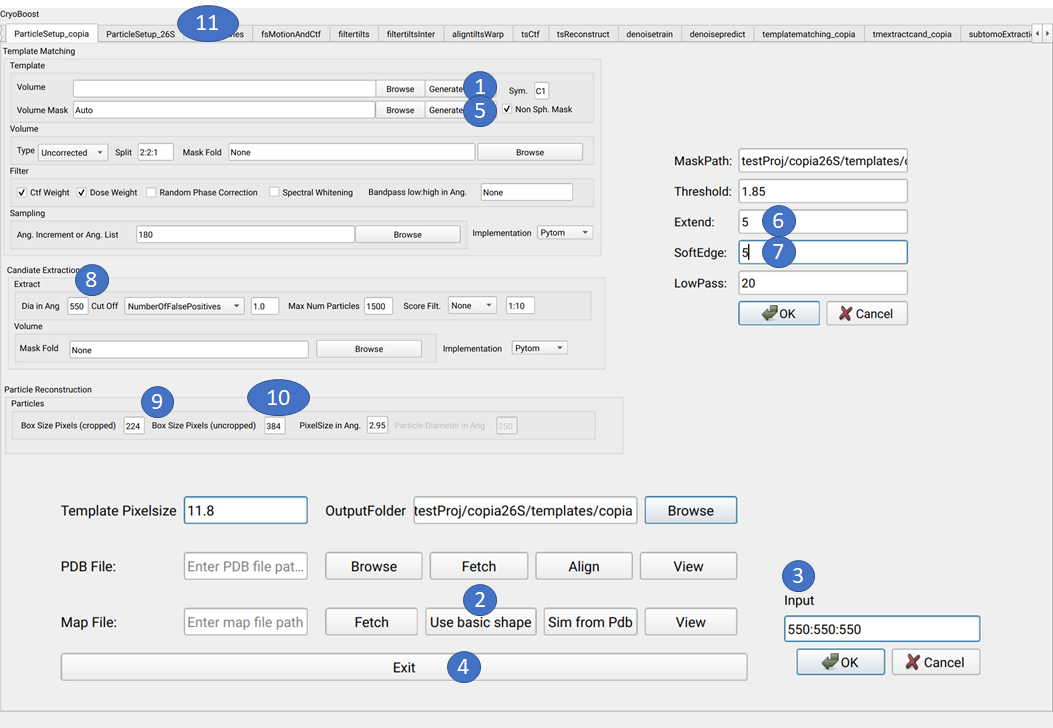 CryoBoost
11
ParticleSetup_copia ParticleSetup_26S ies fsMotionAndCtf filtertilts filtertiltsInter aligntiltsWarp tsCtf tsReconstruct denoisetrain denoisepredict templatematching_copia tmextractcand_copia subtomoExtracti
Template Matching
Template
Volume Browse Generate 1 Sym. C1
Volume Mask Auto Browse Generate 5 Non Sph. Mask
Volume
Type Uncorrected Split 2:2:1 Mask Fold None Browse
Filter
Ctf Weight Dose Weight Random Phase Correction Spectral Whitening Bandpass low:high in Ang. None
Sampling
Ang. Increment or Ang. List 180 Browse Implementation Pytom
MaskPath: testProj/copia26S/templates/c
Threshold: 1.85
Extend: 5 6
SoftEdge: 5 7
LowPass: 20
OK Cancel
Candiate Extraction
8
Extract
Dia in Ang 550 Cut Off NumberOfFalsePositives 1.0 Max Num Particles 1500 Score Filt. None 1:10
Volume
Mask Fold None Browse Implementation Pytom
Particle Reconstruction
9 10
Particles
Box Size Pixels (cropped) 224 Box Size Pixels (uncropped) 384 PixelSize in Ang. 2.95 Particle Diameter in Ang 250
Template Pixelsize 11.8 OutputFolder testProj/copia26S/templates/copia Browse
PDB File: Enter PDB file pat... Browse Fetch Align View
2
Map File: Enter map file path Fetch Use basic shape Sim from Pdb View
Exit 4
3
Input
550:550:550
OK Cancel